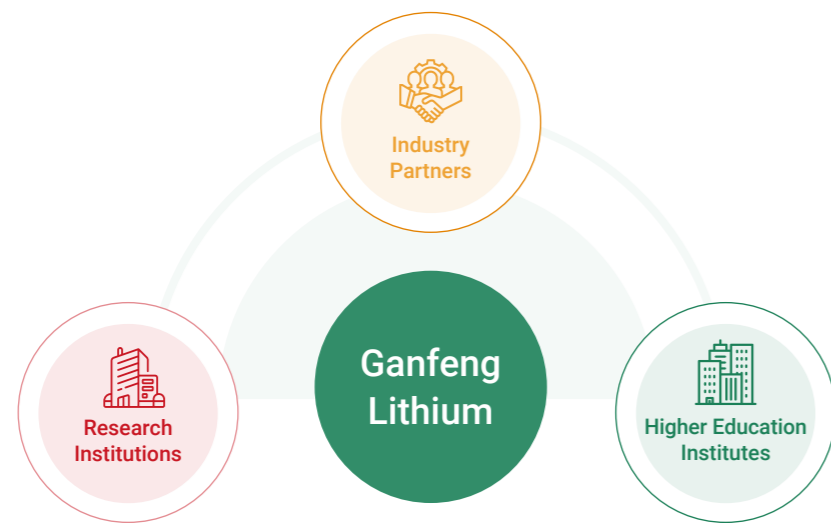 Industry
Partners
Ganfeng
Lithium
Research
Institutions
Higher Education
Institutes